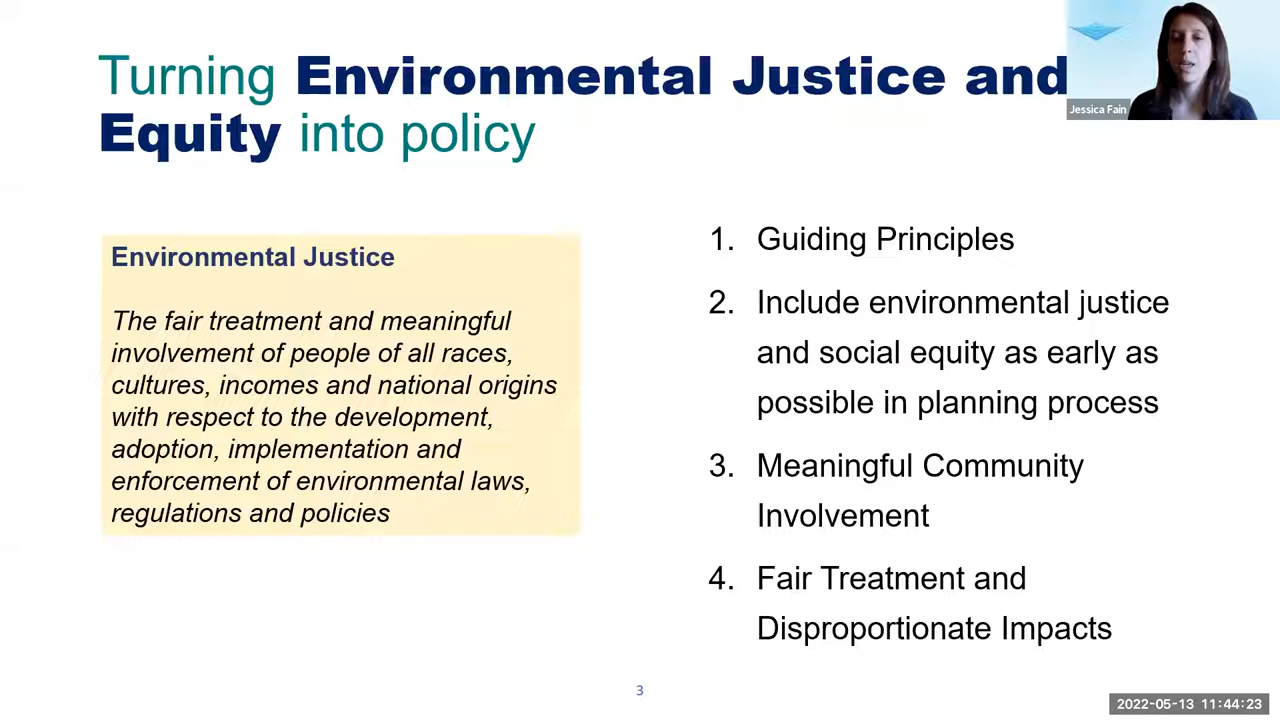 Turning Environmental Justice and
Equity into policy
Jessica Fain
Environmental Justice
The fair treatment and meaningful
involvement of people of all races,
cultures, incomes and national origins
with respect to the development,
adoption, implementation and
enforcement of environmental laws,
regulations and policies
1. Guiding Principles
2. Include environmental justice
and social equity as early as
possible in planning process
3. Meaningful Community
Involvement
4. Fair Treatment and
Disproportionate Impacts
3
2022-05-13 11:44:23